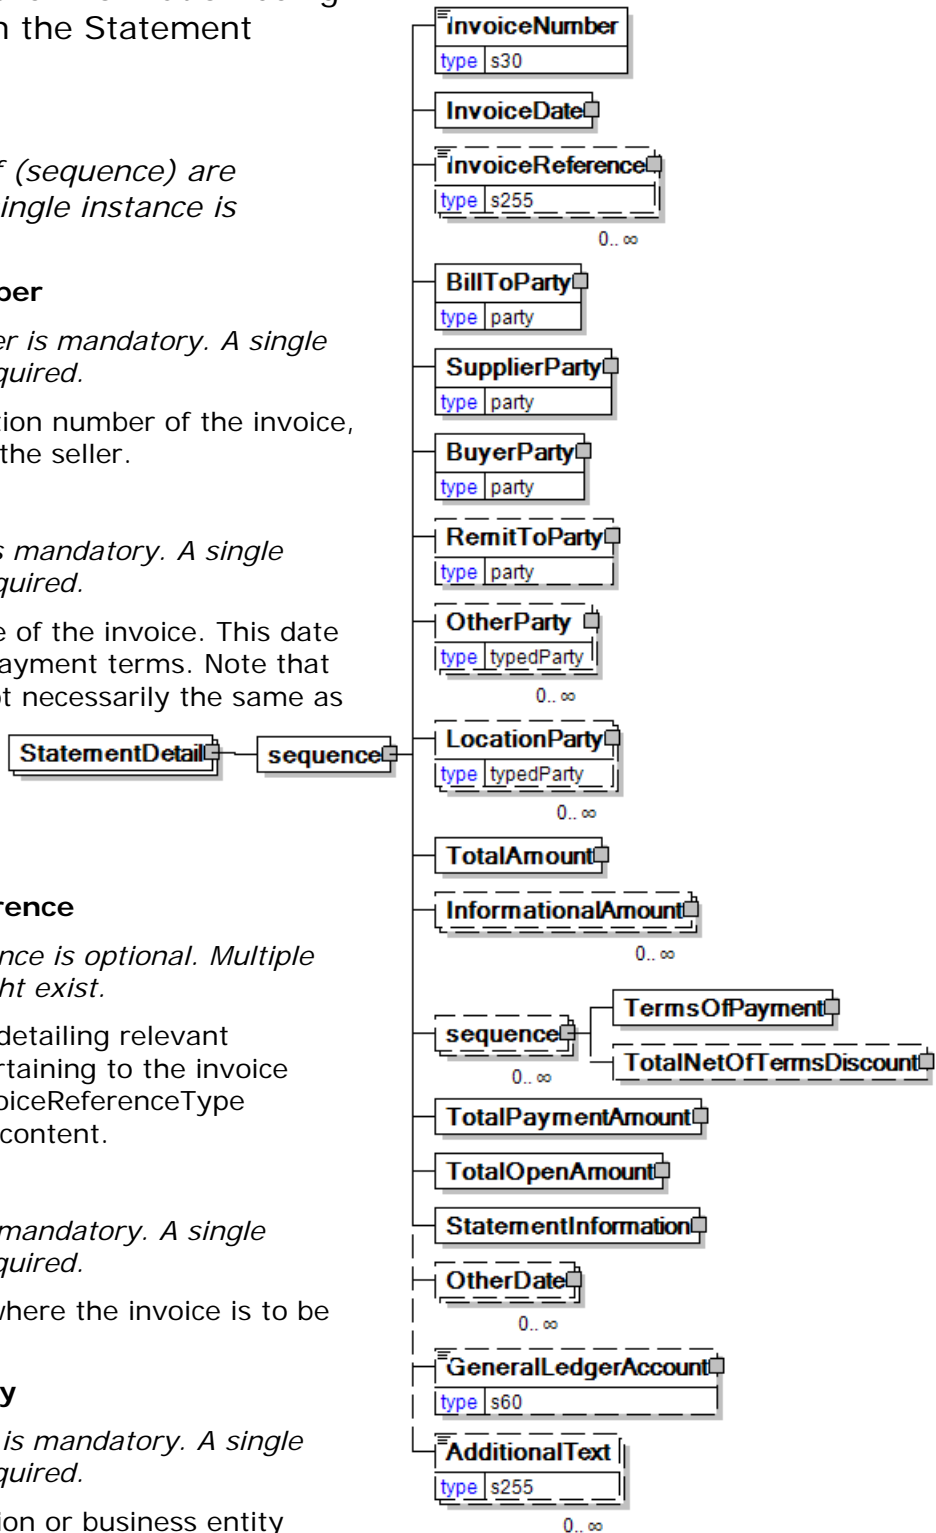 n the Statement
(sequence) are
ingle instance is
er is mandatory. A single
quired.
tion number of the invoice,
the seller.
s mandatory. A single
quired.
e of the invoice. This date
ayment terms. Note that
ot necessarily the same as
rence
nce is optional. Multiple
ht exist.
detailing relevant
rtaining to the invoice
oiceReferenceType
content.
mandatory. A single
quired.
where the invoice is to be
y
is mandatory. A single
quired.
ion or business entity
StatementDetail
sequence
InvoiceNumber
type s30
InvoiceDate
InvoiceReference
type s255
0..∞
BillToParty
type party
SupplierParty
type party
BuyerParty
type party
RemitToParty
type party
OtherParty
type typedParty
0..∞
LocationParty
type typedParty
0..∞
TotalAmount
InformationalAmount
0..∞
sequence
0..∞
TermsOfPayment
TotalNetOfTermsDiscount
TotalPaymentAmount
TotalOpenAmount
StatementInformation
OtherDate
0..∞
GeneralLedgerAccount
type s60
AdditionalText
type s255
0..∞